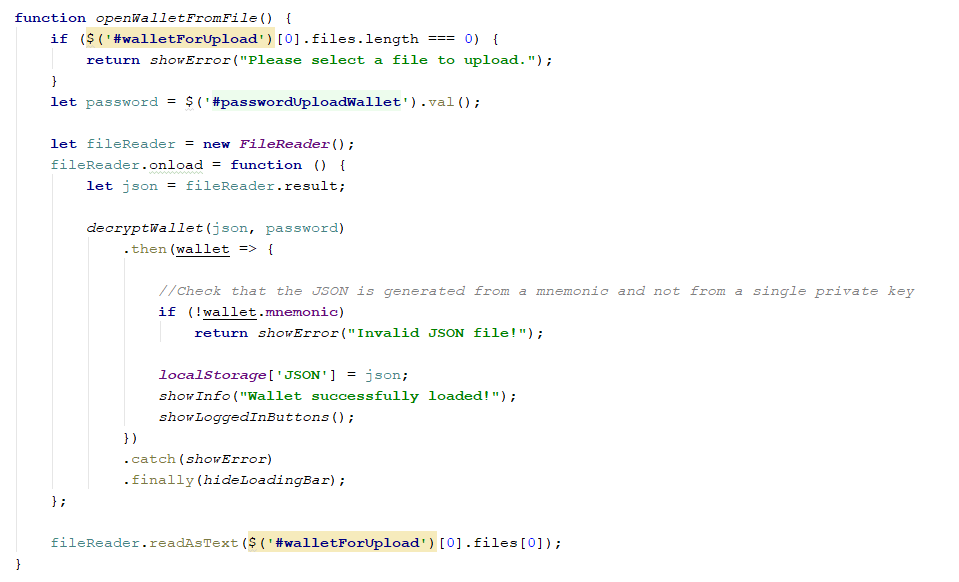 function openWalletFromFile() {
    if ($('#walletForUpload')[0].files.length === 0) {
        return showError("Please select a file to upload.");
    }
    let password = $('#passwordUploadWallet').val();

    let fileReader = new FileReader();
    fileReader.onload = function () {
        let json = fileReader.result;

        decryptWallet(json, password)
            .then(wallet => {

                //Check that the JSON is generated from a mnemonic and not from a single private key
                if (!wallet.mnemonic)
                    return showError("Invalid JSON file!");

                localStorage['JSON'] = json;
                showInfo("Wallet successfully loaded!");
                showLoggedInButtons();
            })
            .catch(showError)
            .finally(hideLoadingBar);
    };

    fileReader.readAsText($('#walletForUpload')[0].files[0]);
}